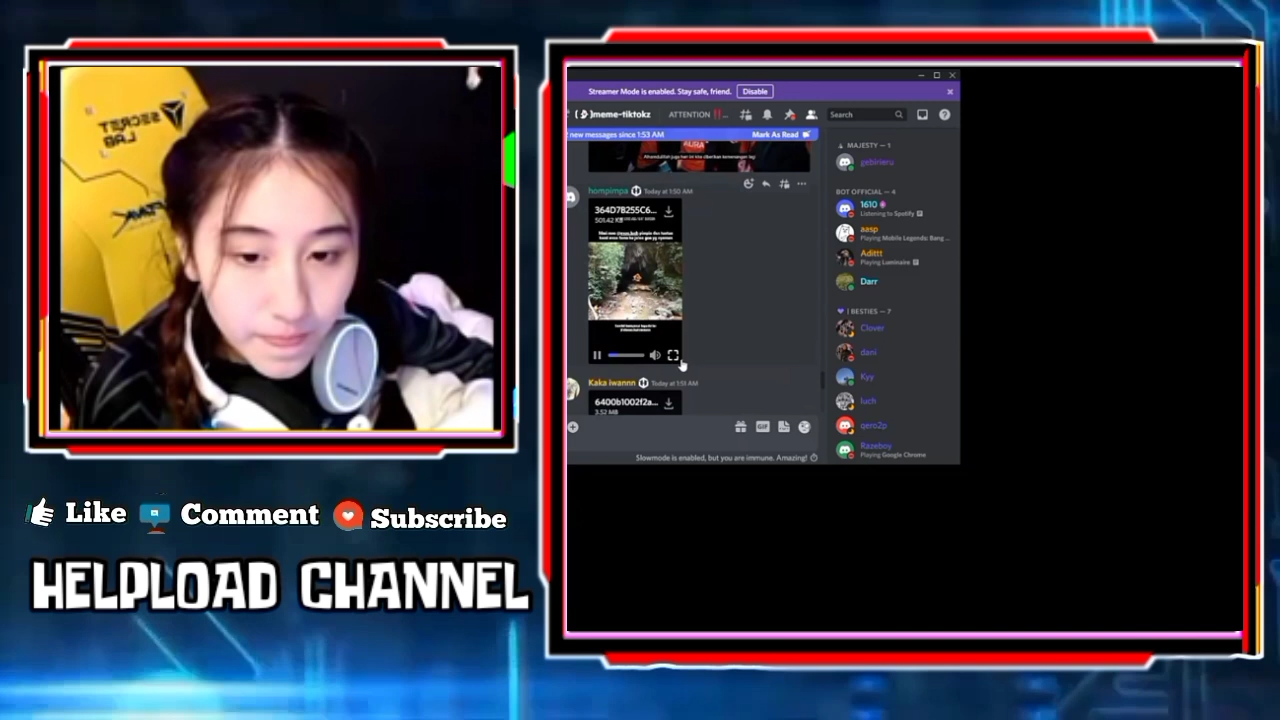 SECRET
LAB
Like
Comment
Subscribe
HELPLOAD CHANNEL
Streamer Mode is enabled. Stay safe, friend.
Disable
meme-tiktokz
ATTENTION ‼️...
Search
new messages since 1:53 AM
Mark As Read
hompimpa
Today at 1:50 AM
364D7B255C6...
501.42 KB
Kaka iwannn
Today at 1:51 AM
6400b1002f2a...
3.52 MB
GIF
Slowmode is enabled, but you are immune. Amazing!
MAJESTY — 1
gebirieru
BOT OFFICIAL — 4
1610
Listening to Spotify
aasp
Playing Mobile Legends: Bang ...
Adittt
Playing Luminaire
Darr
| BESTIES — 7
Clover
dani
Kyy
luch
qero2p
Razeboy
Playing Google Chrome